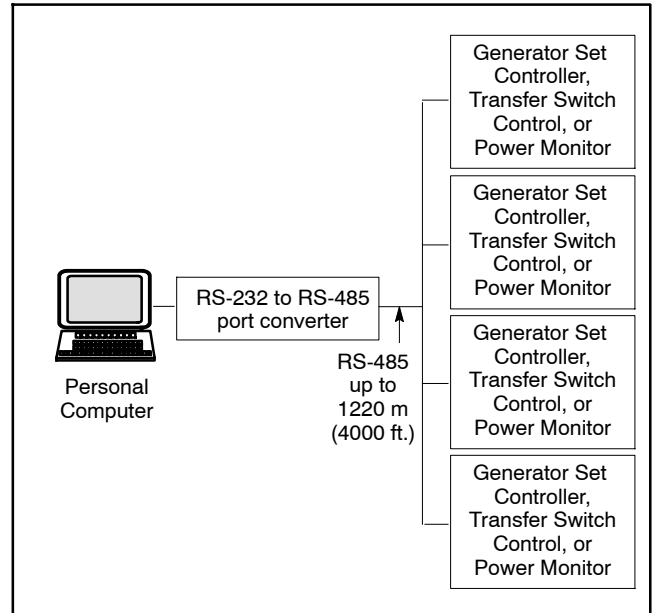 Generator Set
Controller,
Transfer Switch
Control, or
Power Monitor
Generator Set
Controller,
Transfer Switch
Control, or
Power Monitor
RS-232 to RS-485
port converter
Personal
Computer
RS-485
up to
1220 m
(4000 ft.)
Generator Set
Controller,
Transfer Switch
Control, or
Power Monitor
Generator Set
Controller,
Transfer Switch
Control, or
Power Monitor